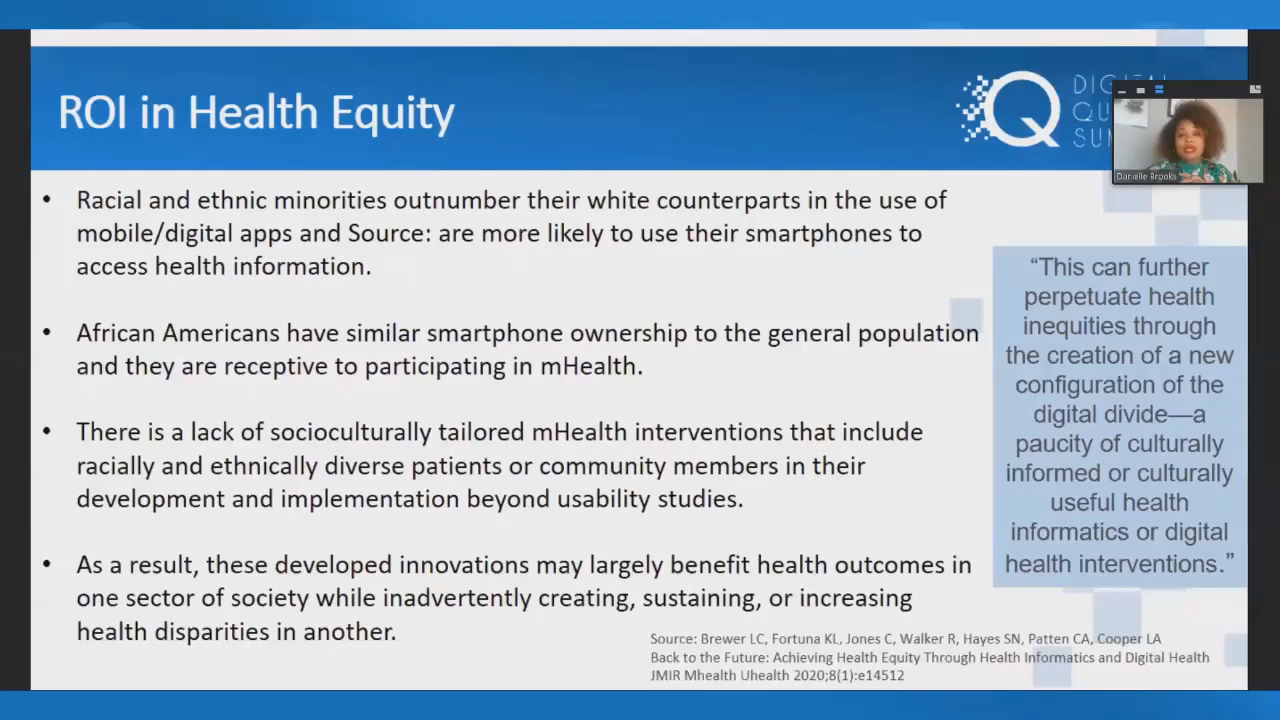 ROI in Health Equity
DIGITAL
QU
SUM
Danielle Brooks
• Racial and ethnic minorities outnumber their white counterparts in the use of
mobile/digital apps and Source: are more likely to use their smartphones to
access health information.
• African Americans have similar smartphone ownership to the general population
and they are receptive to participating in mHealth.
• There is a lack of socioculturally tailored mHealth interventions that include
racially and ethnically diverse patients or community members in their
development and implementation beyond usability studies.
• As a result, these developed innovations may largely benefit health outcomes in
one sector of society while inadvertently creating, sustaining, or increasing
health disparities in another.
“This can further
perpetuate health
inequities through
the creation of a new
configuration of the
digital divide—a
paucity of culturally
informed or culturally
useful health
informatics or digital
health interventions.”
Source: Brewer LC, Fortuna KL, Jones C, Walker R, Hayes SN, Patten CA, Cooper LA
Back to the Future: Achieving Health Equity Through Health Informatics and Digital Health
JMIR Mhealth Uhealth 2020;8(1):e14512